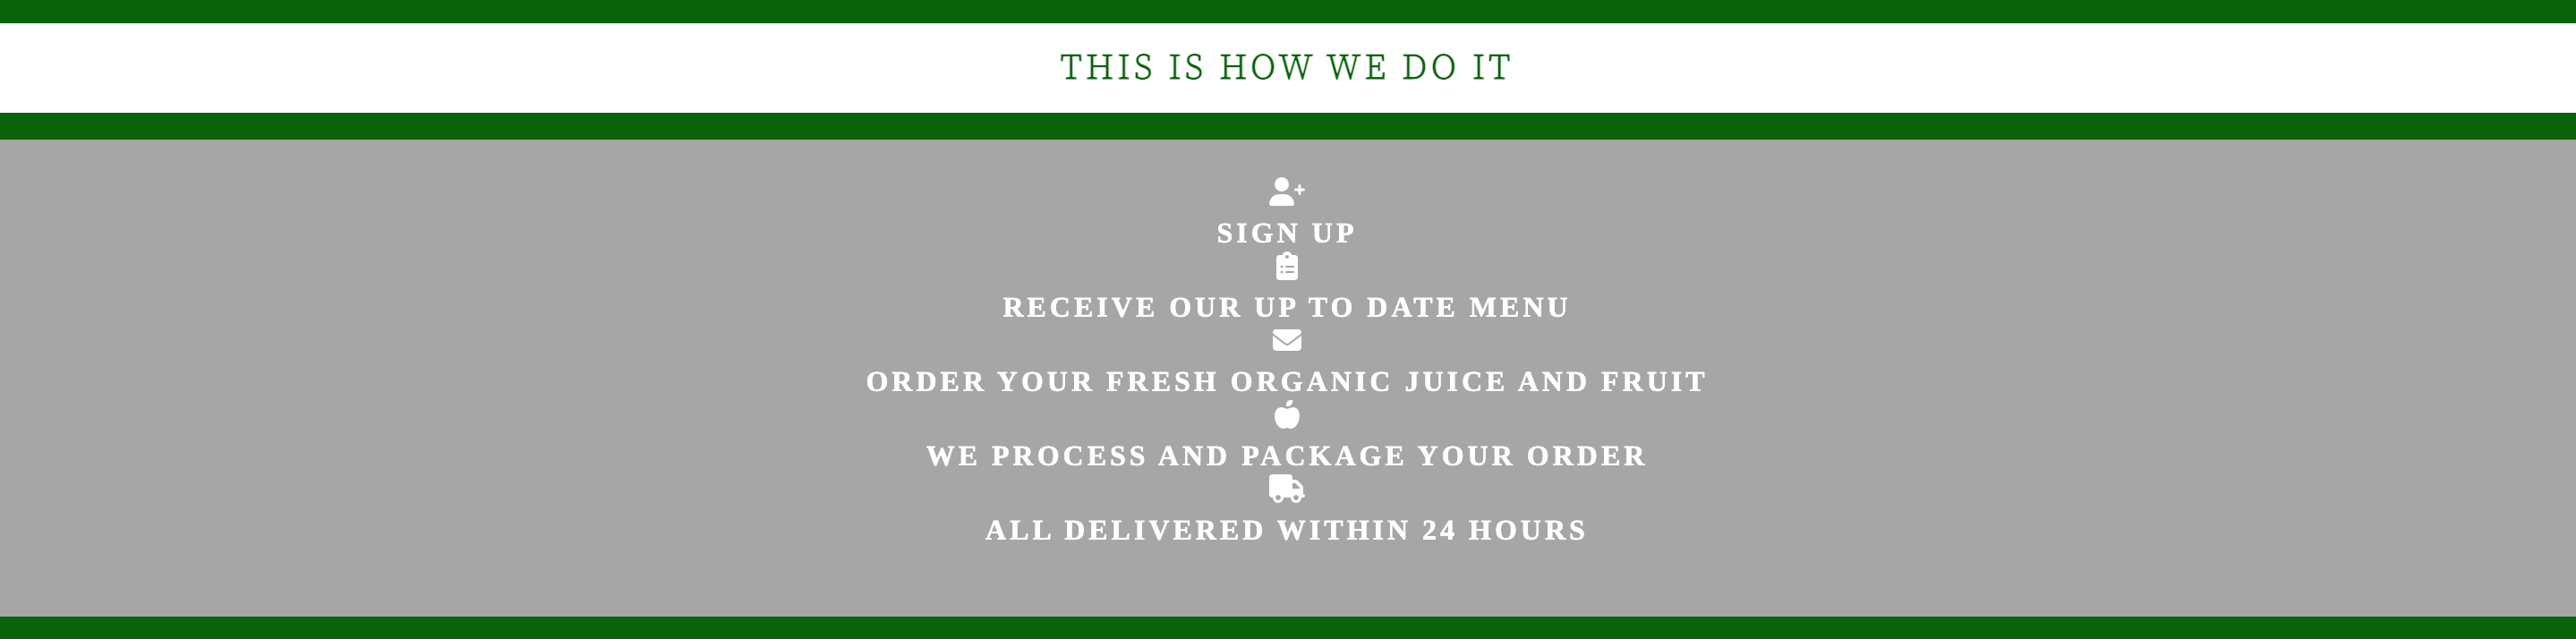 THIS IS HOW WE DO IT
SIGN UP
RECEIVE OUR UP TO DATE MENU
ORDER YOUR FRESH ORGANIC JUICE AND FRUIT
WE PROCESS AND PACKAGE YOUR ORDER
ALL DELIVERED WITHIN 24 HOURS